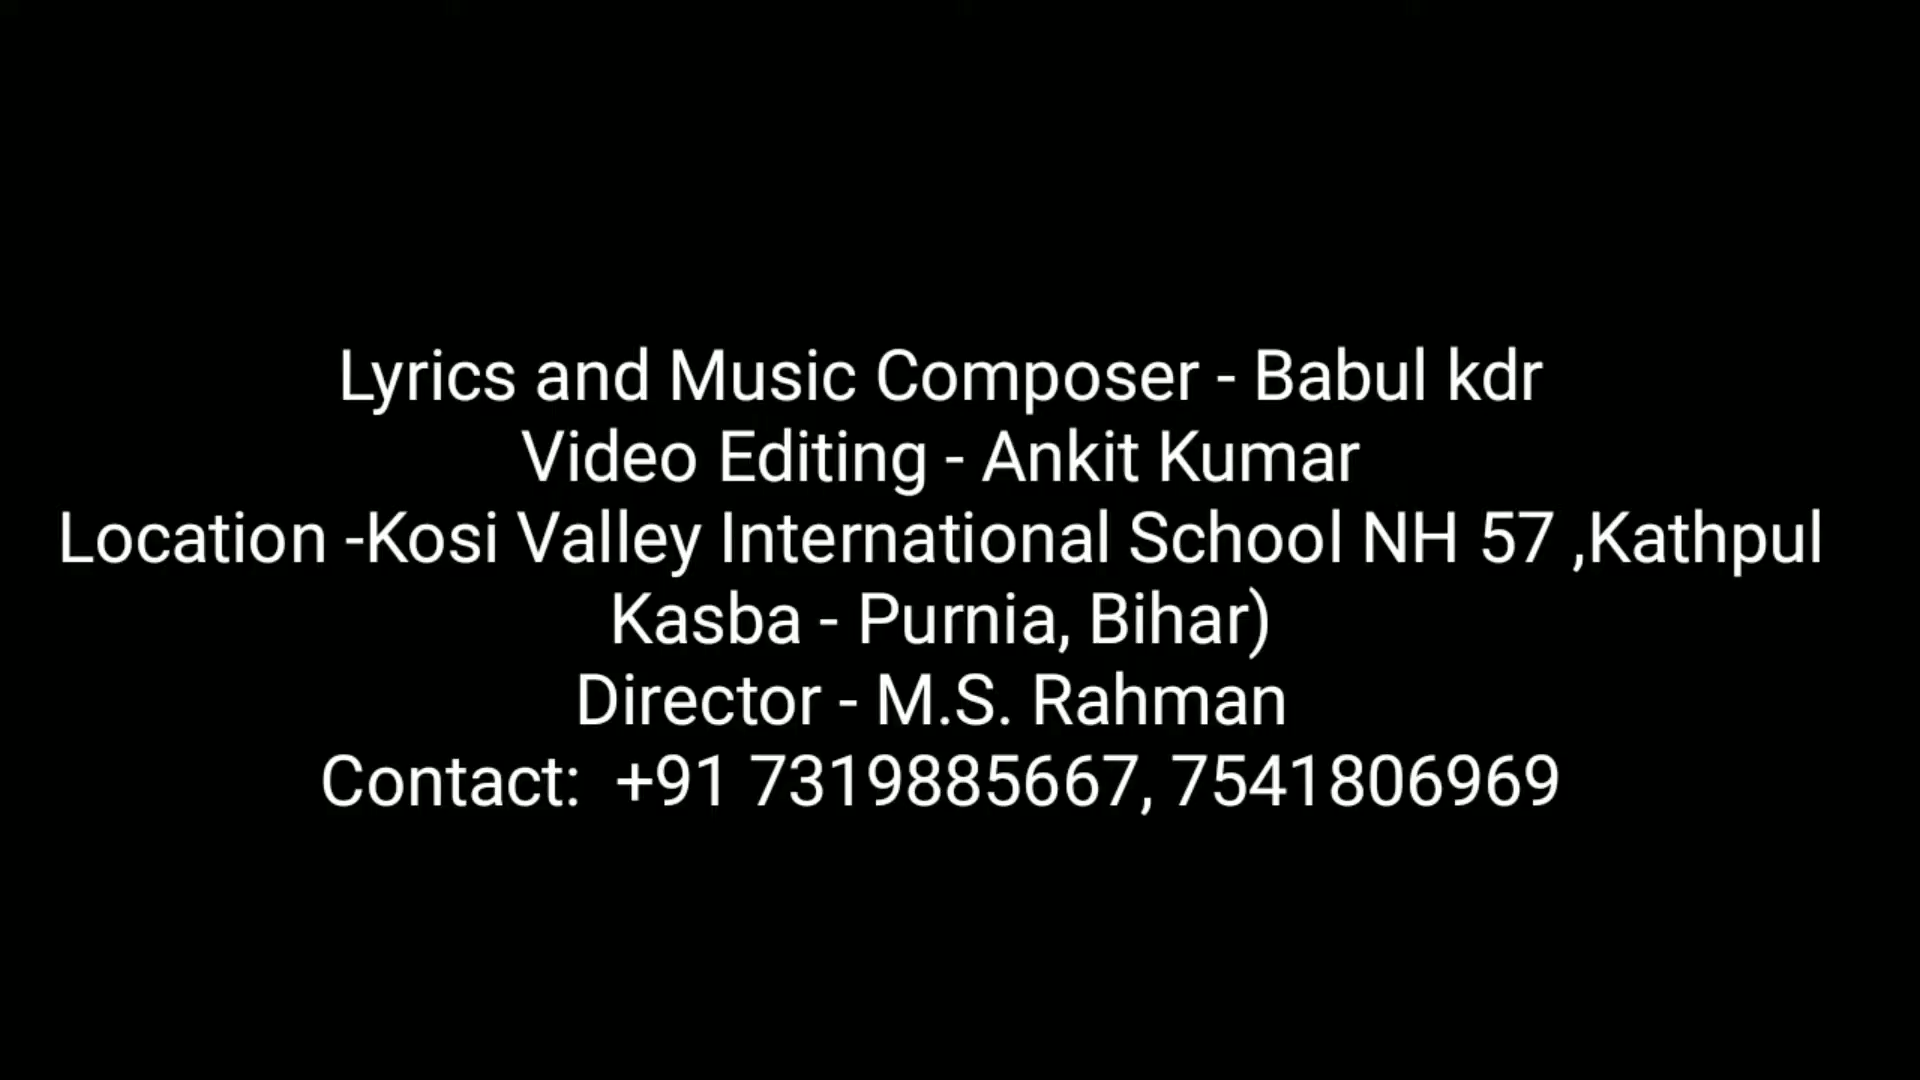 Lyrics and Music Composer - Babul kdr
Video Editing - Ankit Kumar
Location -Kosi Valley International School NH 57 ,Kathpul
Kasba - Purnia, Bihar)
Director - M.S. Rahman
Contact:  +91 7319885667, 7541806969